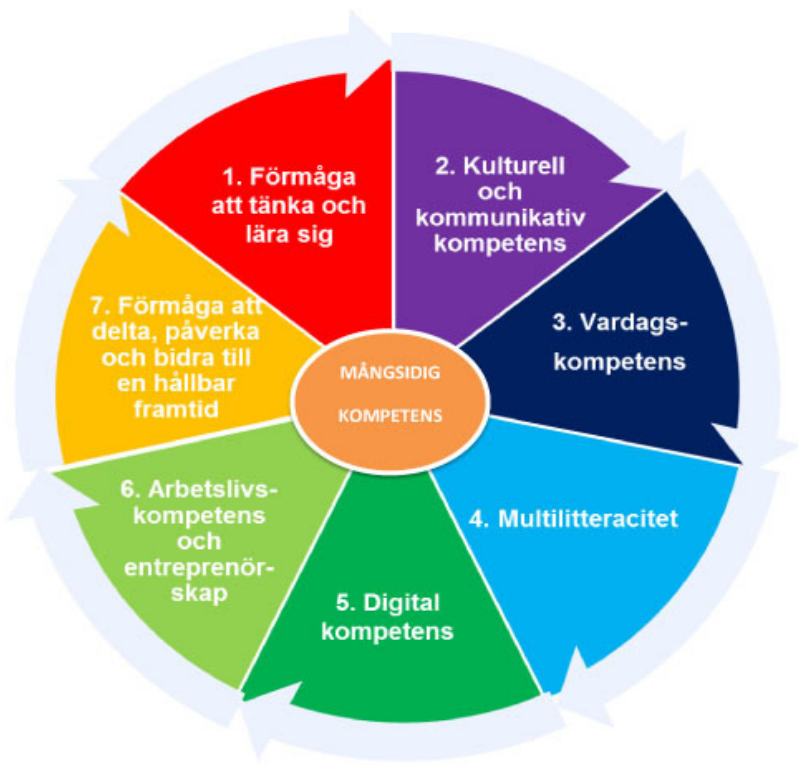 1. Förmåga
att tänka och
lära sig
2. Kulturell
och
kommunikativ
kompetens
3. Vardags-
kompetens
4. Multilitteracitet
5. Digital
kompetens
6. Arbetslivs-
kompetens
och
entreprenör-
skap
7. Förmåga att
delta, påverka
och bidra till
en hållbar
framtid
MÅNGSIDIG
KOMPETENS